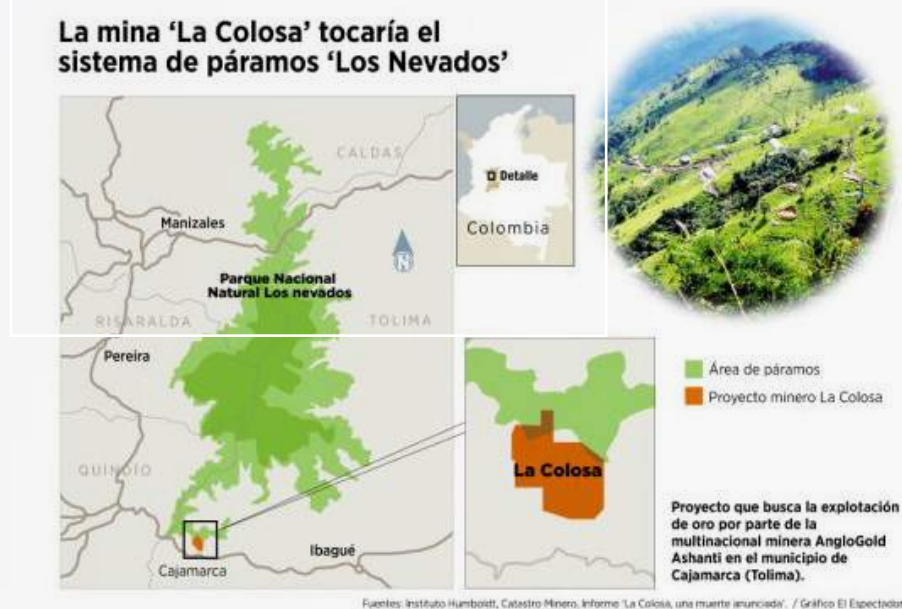 La mina ‘La Colosa’ tocaría el
sistema de páramos ‘Los Nevados’
CALDAS
Manizales
Parque Nacional
Natural Los nevados
RISARALDA
TOLIMA
Pereira
QUINDÍO
Ibagué
Cajamarca
N
Detalle
Colombia
La Colosa
Área de páramos
Proyecto minero La Colosa
Proyecto que busca la explotación
de oro por parte de la
multinacional minera AngloGold
Ashanti en el municipio de
Cajamarca (Tolima).
Fuentes: Instituto Humboldt, Catastro Minero. Informe ‘La Colosa, una muerte anunciada’. / Gráfico El Espectador